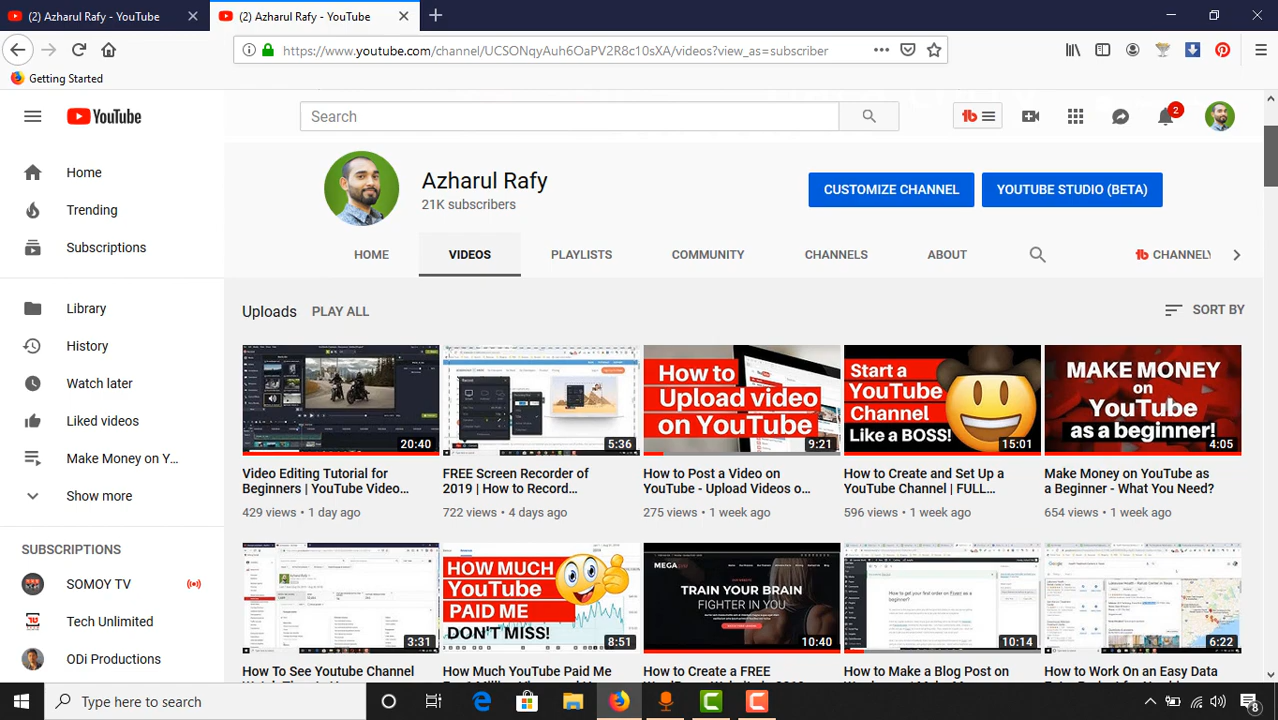 (2) Azharul Rafy - YouTube
(2) Azharul Rafy - YouTube
https://www.youtube.com/channel/UCSONqyAuh6OaPV2R8c10sXA/videos?view_as=subscriber
Getting Started
YouTube
Search
2
Home
Trending
Subscriptions
Library
History
Watch later
Liked videos
Make Money on Y...
Show more
SUBSCRIPTIONS
SOMOY TV
Tech Unlimited
ODi Productions
Azharul Rafy
21K subscribers
CUSTOMIZE CHANNEL
YOUTUBE STUDIO (BETA)
HOME
VIDEOS
PLAYLISTS
COMMUNITY
CHANNELS
ABOUT
CHANNELY
Uploads
PLAY ALL
SORT BY
20:40
Video Editing Tutorial for
Beginners | YouTube Video...
429 views • 1 day ago
5:36
FREE Screen Recorder of
2019 | How to Record...
722 views • 4 days ago
How to
Upload video
on YouTube
9:21
How to Post a Video on
YouTube - Upload Videos o...
275 views • 1 week ago
Start a
YouTube
Channel
Like a BOSS!
15:01
How to Create and Set Up a
YouTube Channel | FULL...
596 views • 1 week ago
MAKE MONEY
on
YouTube
as a beginner!
4:05
Make Money on YouTube as
a Beginner - What You Need?
654 views • 1 week ago
3:31
How To See Youtube Channel
HOW MUCH
YouTube
PAID ME
DON'T MISS!
6:51
How Much YouTube Paid Me
MEGA
TRAIN YOUR BRAIN
FIGHTER IN YOU
10:40
How to Create a FREE
How to get your first order on Fiverr as a
beginner?
10:14
How to Make a Blog Post on
How to Work On an Easy Data
Type here to search
8